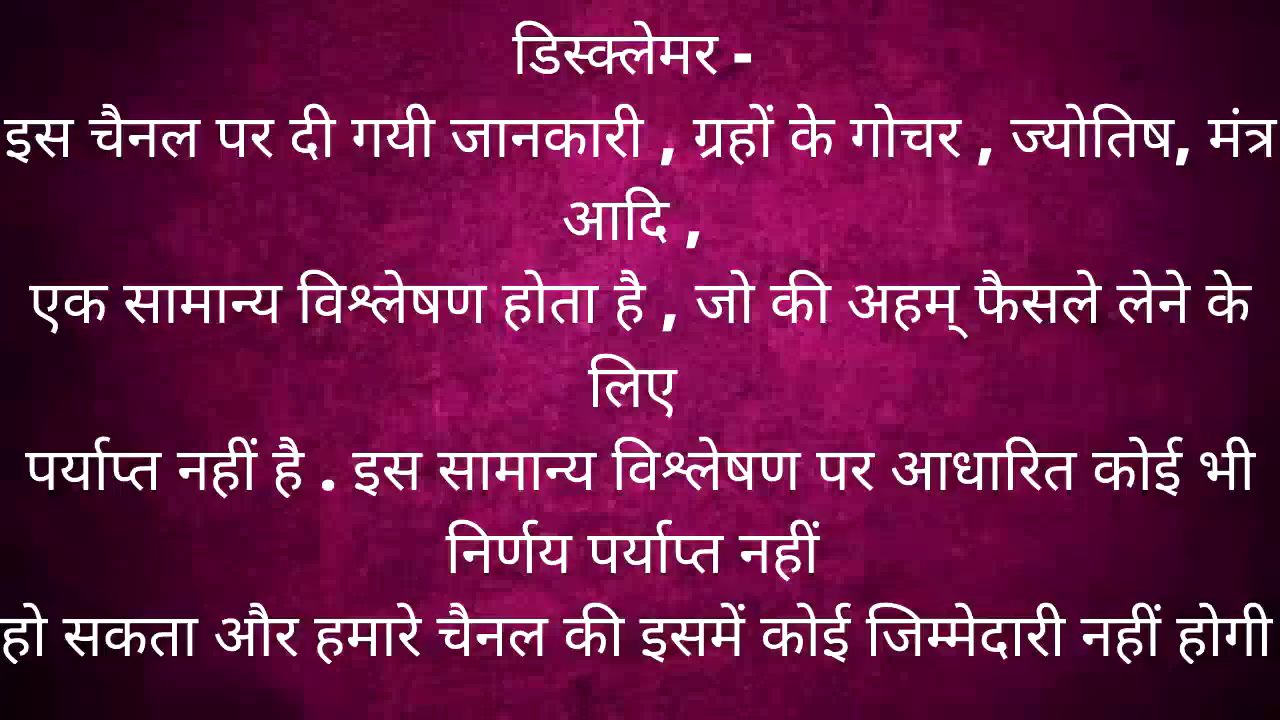 डिस्क्लेमर -
इस चैनल पर दी गयी जानकारी , ग्रहों के गोचर , ज्योतिष, मंत्र
आदि ,
एक सामान्य विश्लेषण होता है , जो की अहम् फैसले लेने के
लिए
पर्याप्त नहीं है . इस सामान्य विश्लेषण पर आधारित कोई भी
निर्णय पर्याप्त नहीं
हो सकता और हमारे चैनल की इसमें कोई जिम्मेदारी नहीं होगी